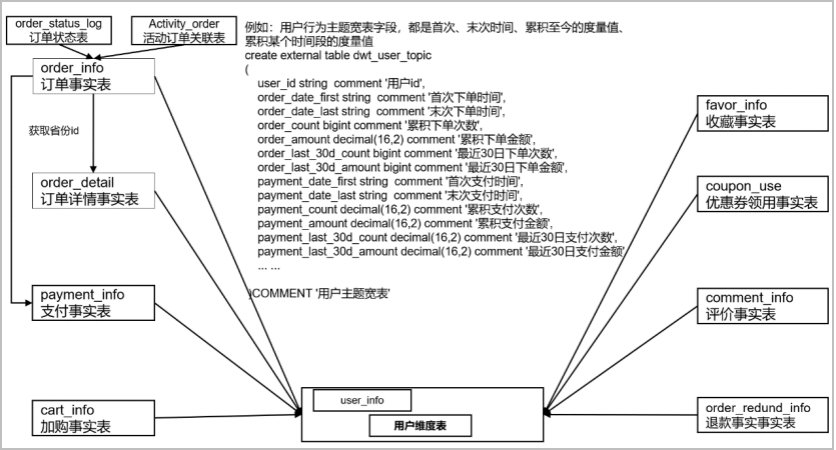 order_status_log
订单状态表
Activity_order
活动订单关联表
例如：用户行为主题宽表字段，都是首次、末次时间、累积至今的度量值、
累积某个时间段的度量值
create external table dwt_user_topic
(
user_id string comment '用户id',
order_date_first string comment '首次下单时间',
order_date_last string comment '末次下单时间',
order_count bigint comment '累积下单次数',
order_amount decimal(16,2) comment '累积下单金额',
order_last_30d_count bigint comment '最近30日下单次数',
order_last_30d_amount bigint comment '最近30日下单金额',
payment_date_first string comment '首次支付时间',
payment_date_last string comment '末次支付时间',
payment_count decimal(16,2) comment '累积支付次数',
payment_amount decimal(16,2) comment '累积支付金额',
payment_last_30d_count decimal(16,2) comment '最近30日支付次数',
payment_last_30d_amount decimal(16,2) comment '最近30日支付金额'
... ...
)COMMENT '用户主题宽表'
order_info
订单事实表
获取省份id
order_detail
订单详情事实表
payment_info
支付事实表
cart_info
加购事实表
user_info
用户维度表
favor_info
收藏事实表
coupon_use
优惠券领用事实表
comment_info
评价事实表
order_redund_info
退款事实事实表